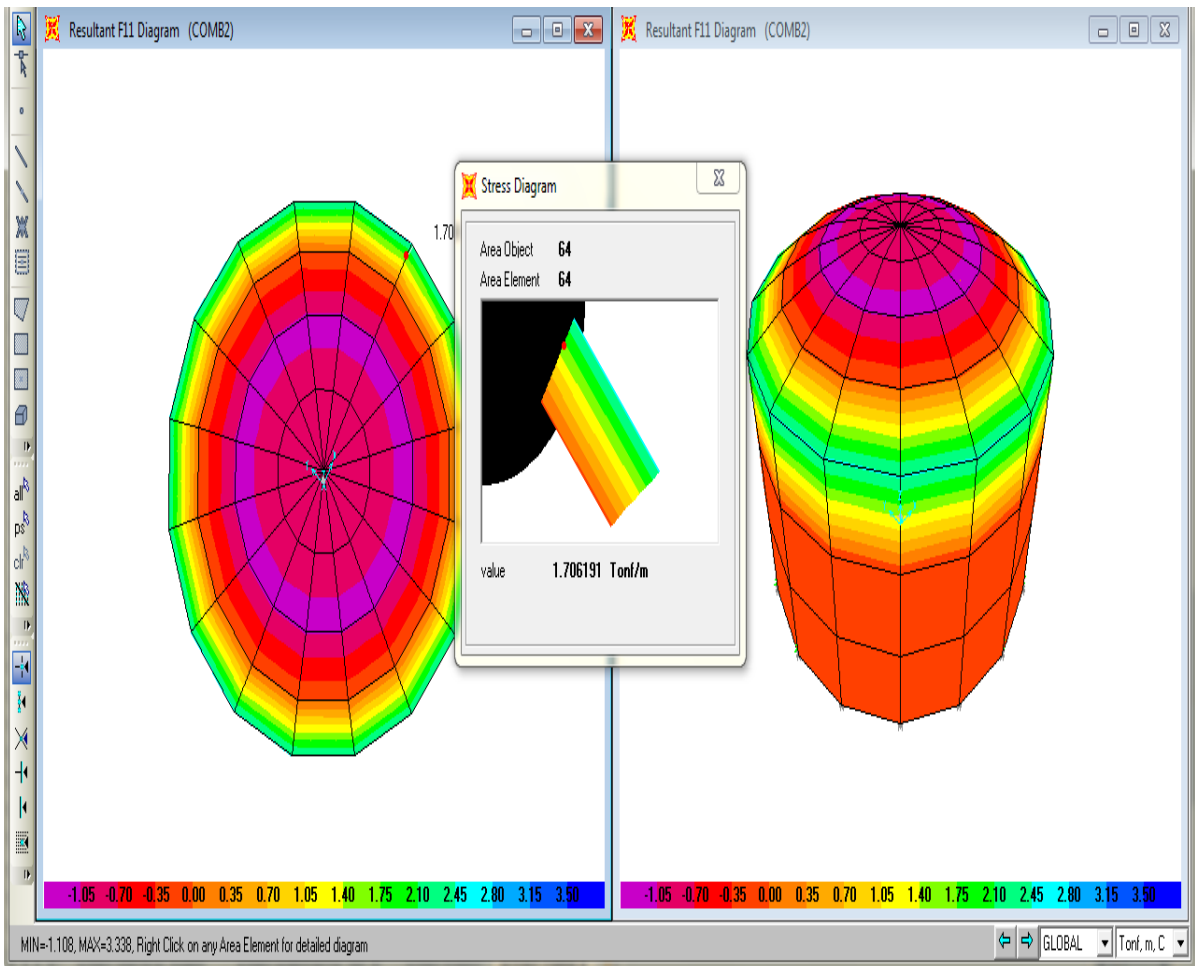 Resultant F11 Diagram (COMB2)
Resultant F11 Diagram (COMB2)
Stress Diagram
1.70
Area Object 64
Area Element 64
value 1.706191 Tonf/m
all
ps
clr
-1.05 -0.70 -0.35 0.00 0.35 0.70 1.05 1.40 1.75 2.10 2.45 2.80 3.15 3.50
-1.05 -0.70 -0.35 0.00 0.35 0.70 1.05 1.40 1.75 2.10 2.45 2.80 3.15 3.50
MIN=-1.108, MAX=3.338, Right Click on any Area Element for detailed diagram
GLOBAL
Tonf, m, C